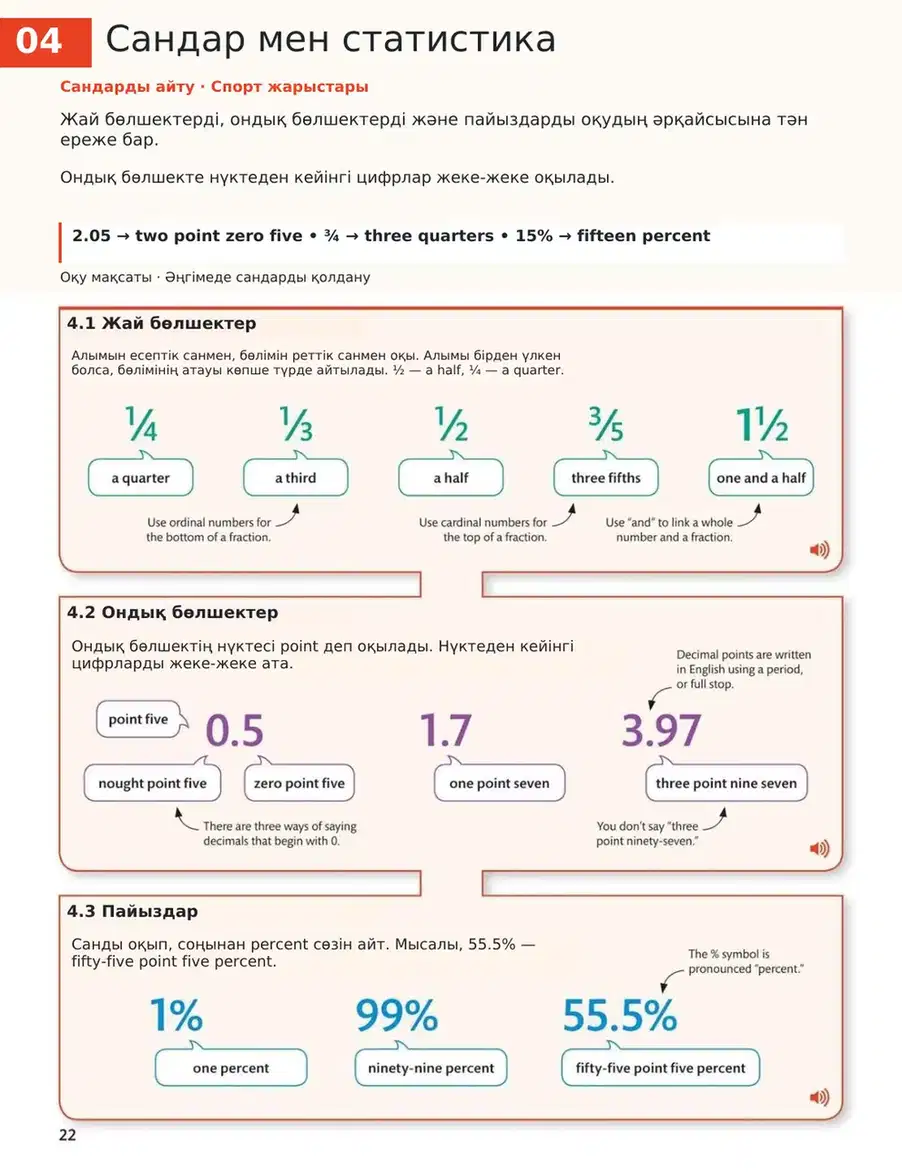 04 Сандар мен статистика
Сандарды айту · Спорт жарыстары
Жай бөлшектерді, ондық бөлшектерді және пайыздарды оқудың әрқайсысына тән
ереже бар.
Ондық бөлшекте нүктеден кейінгі цифрлар жеке-жеке оқылады.
2.05 → two point zero five • ¾ → three quarters • 15% → fifteen percent
Оқу мақсаты · Әңгімеде сандарды қолдану
4.1 Жай бөлшектер
Алымын есептік санмен, бөлімін реттік санмен оқы. Алымы бірден үлкен
болса, бөлімінің атауы көпше түрде айтылады. ½ — a half, ¼ — a quarter.
¼ ⅓ ½ ⅗ 1½
a quarter a third a half three fifths one and a half
Use ordinal numbers for
the bottom of a fraction.
Use cardinal numbers for
the top of a fraction.
Use "and" to link a whole
number and a fraction.
4.2 Ондық бөлшектер
Ондық бөлшектің нүктесі point деп оқылады. Нүктеден кейінгі
цифрларды жеке-жеке ата.
Decimal points are written
in English using a period,
or full stop.
point five 0.5 1.7 3.97
nought point five zero point five one point seven three point nine seven
There are three ways of saying
decimals that begin with 0.
You don't say "three
point ninety-seven."
4.3 Пайыздар
Санды оқып, соңынан percent сөзін айт. Мысалы, 55.5% —
fifty-five point five percent.
The % symbol is
pronounced "percent."
1% 99% 55.5%
one percent ninety-nine percent fifty-five point five percent
22